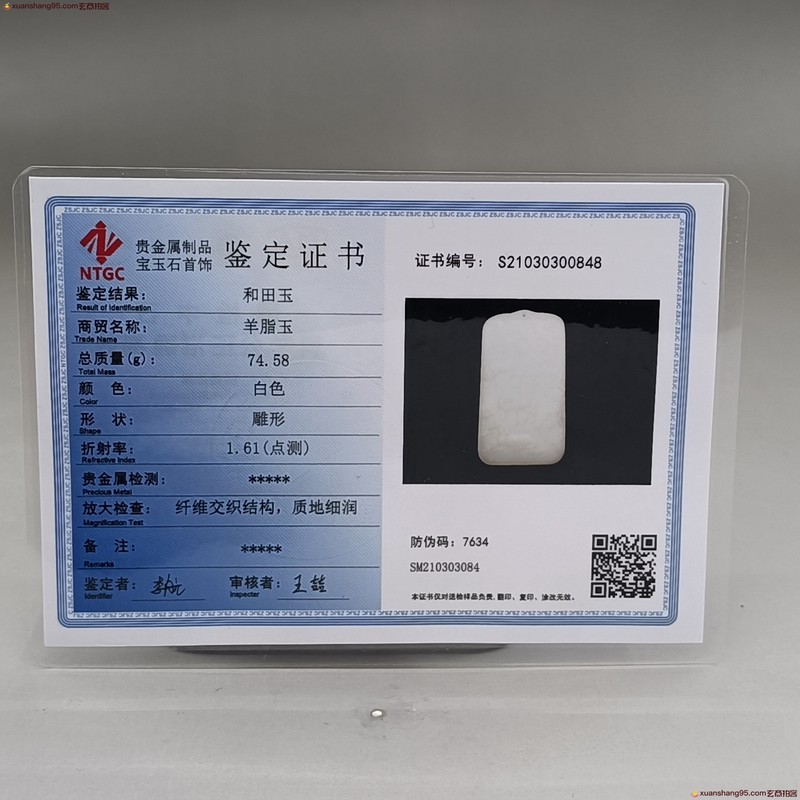 xuanshang95.com玄商拍客
NTGC
贵金属制品
宝玉石首饰
鉴定证书
鉴定结果: 和田玉
Result of Identification
商贸名称: 羊脂玉
Trade Name
总质量(g): 74.58
Total Mass
颜 色: 白色
Color
形 状: 雕形
Shape
折射率: 1.61(点测)
Refractive Index
贵金属检测: *****
Precious Metal
放大检查: 纤维交织结构,质地细润
Magnification Test
备 注: *****
Remarks
鉴定者:
Identifier
审核者:
Inspecter
证书编号: S21030300848
防伪码: 7634
SM210303084
本证书仅对送检样品负责,翻印、复印、涂改无效。
xuanshang95.com玄商拍客